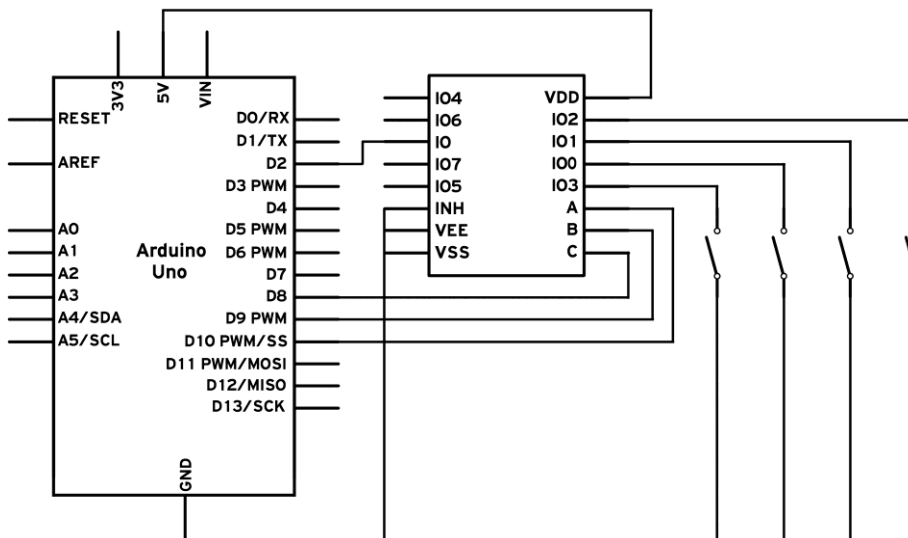 3V3
5V
VIN
RESET
AREF
A0
A1
A2
A3
A4/SDA
A5/SCL
Arduino
Uno
D0/RX
D1/TX
D2
D3 PWM
D4
D5 PWM
D6 PWM
D7
D8
D9 PWM
D10 PWM/SS
D11 PWM/MOSI
D12/MISO
D13/SCK
GND
IO4
IO6
IO
IO7
IO5
INH
VEE
VSS
VDD
IO2
IO1
IO0
IO3
A
B
C